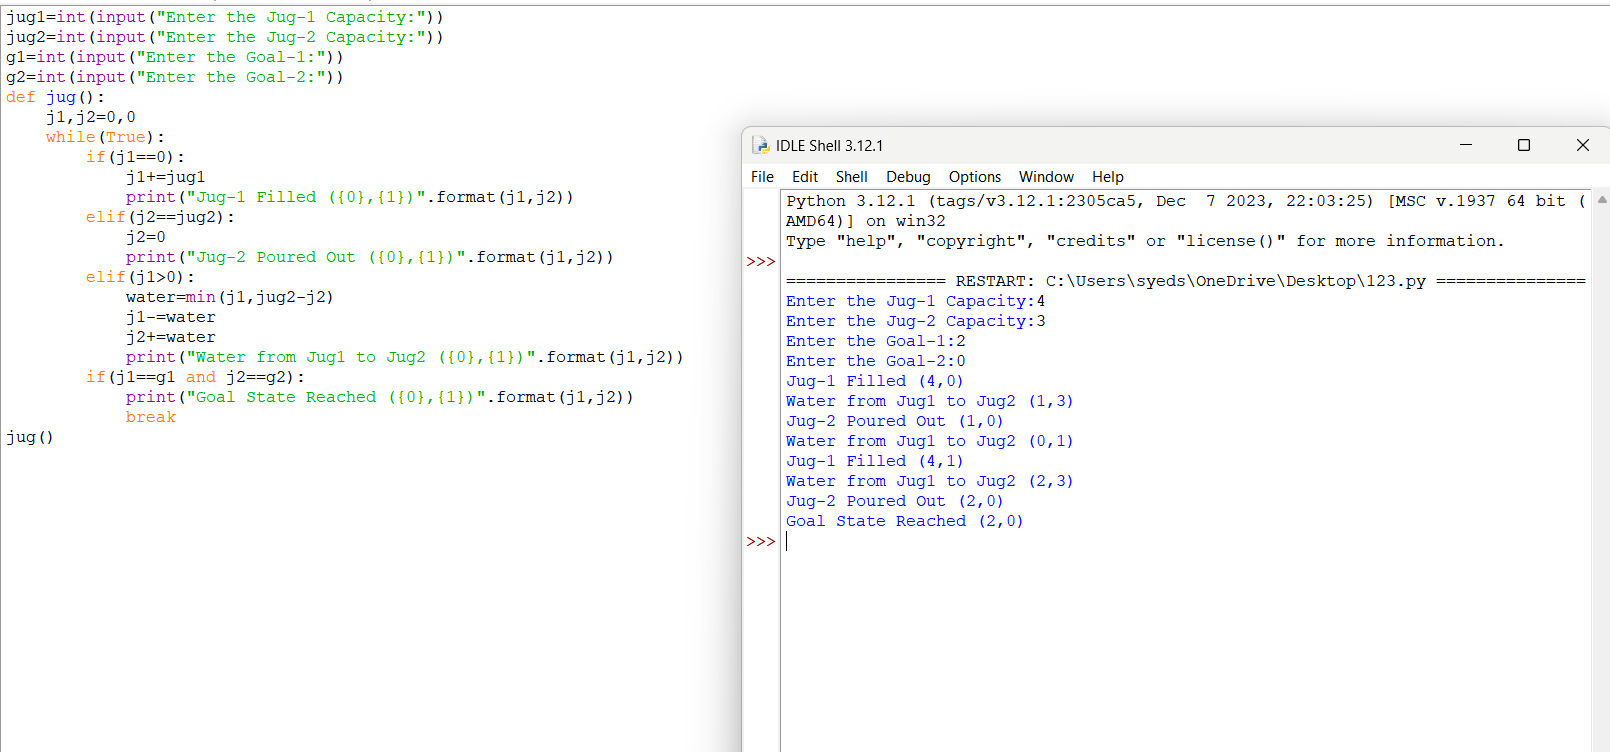 jug1=int(input("Enter the Jug-1 Capacity:"))
jug2=int(input("Enter the Jug-2 Capacity:"))
g1=int(input("Enter the Goal-1:"))
g2=int(input("Enter the Goal-2:"))
def jug():
    j1,j2=0,0
    while(True):
        if(j1==0):
            j1+=jug1
            print("Jug-1 Filled ({0},{1})".format(j1,j2))
        elif(j2==jug2):
            j2=0
            print("Jug-2 Poured Out ({0},{1})".format(j1,j2))
        elif(j1>0):
            water=min(j1,jug2-j2)
            j1-=water
            j2+=water
            print("Water from Jug1 to Jug2 ({0},{1})".format(j1,j2))
        if(j1==g1 and j2==g2):
            print("Goal State Reached ({0},{1})".format(j1,j2))
            break
jug()
IDLE Shell 3.12.1
File Edit Shell Debug Options Window Help
Python 3.12.1 (tags/v3.12.1:2305ca5, Dec  7 2023, 22:03:25) [MSC v.1937 64 bit (
AMD64)] on win32
Type "help", "copyright", "credits" or "license()" for more information.
>>>
================ RESTART: C:\Users\syeds\OneDrive\Desktop\123.py ===============
Enter the Jug-1 Capacity:4
Enter the Jug-2 Capacity:3
Enter the Goal-1:2
Enter the Goal-2:0
Jug-1 Filled (4,0)
Water from Jug1 to Jug2 (1,3)
Jug-2 Poured Out (1,0)
Water from Jug1 to Jug2 (0,1)
Jug-1 Filled (4,1)
Water from Jug1 to Jug2 (2,3)
Jug-2 Poured Out (2,0)
Goal State Reached (2,0)
>>>